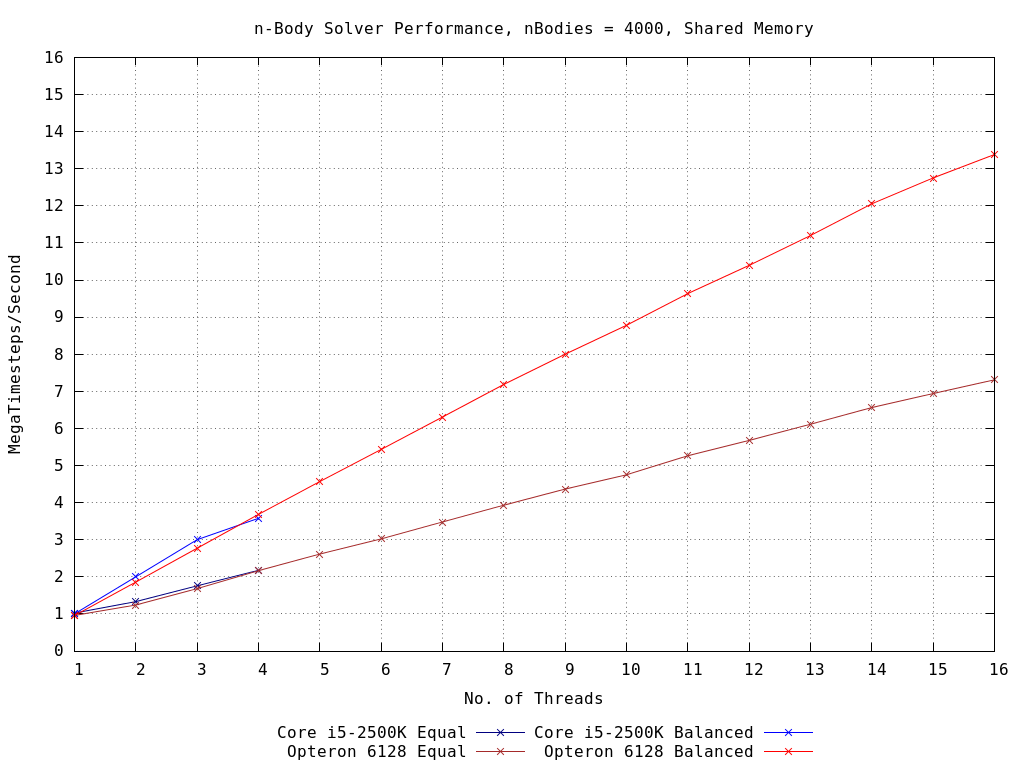 n-Body Solver Performance, nBodies = 4000, Shared Memory
16
15
14
13
12
11
10
9
8
7
6
5
4
3
2
1
0
MegaTimesteps/Second
1 2 3 4 5 6 7 8 9 10 11 12 13 14 15 16
No. of Threads
Core i5-2500K Equal Core i5-2500K Balanced
Opteron 6128 Equal Opteron 6128 Balanced